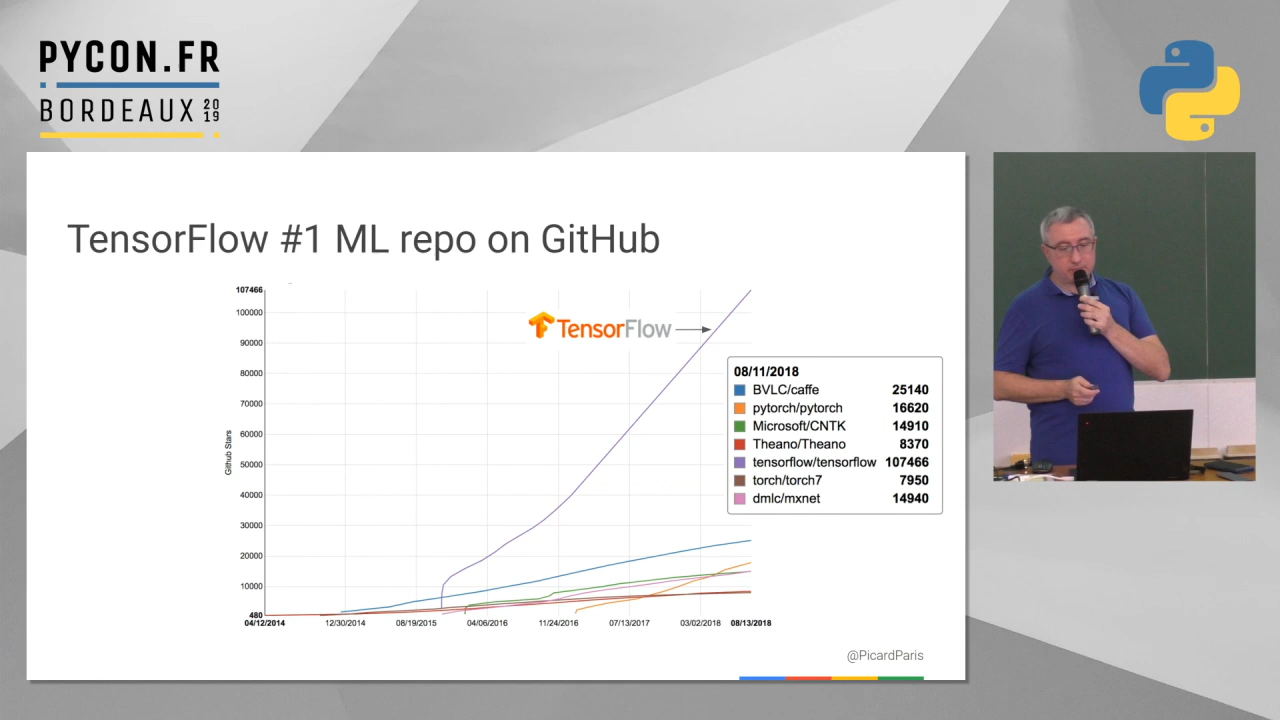 PYCON.FR
BORDEAUX 2019
TensorFlow #1 ML repo on GitHub
107466
100000
90000
80000
70000
60000
50000
40000
30000
20000
10000
480
Github Stars
04/12/2014
12/30/2014
08/19/2015
04/06/2016
11/24/2016
07/13/2017
03/02/2018
08/13/2018
TensorFlow
08/11/2018
BVLC/caffe 25140
pytorch/pytorch 16620
Microsoft/CNTK 14910
Theano/Theano 8370
tensorflow/tensorflow 107466
torch/torch7 7950
dmlc/mxnet 14940
@PicardParis